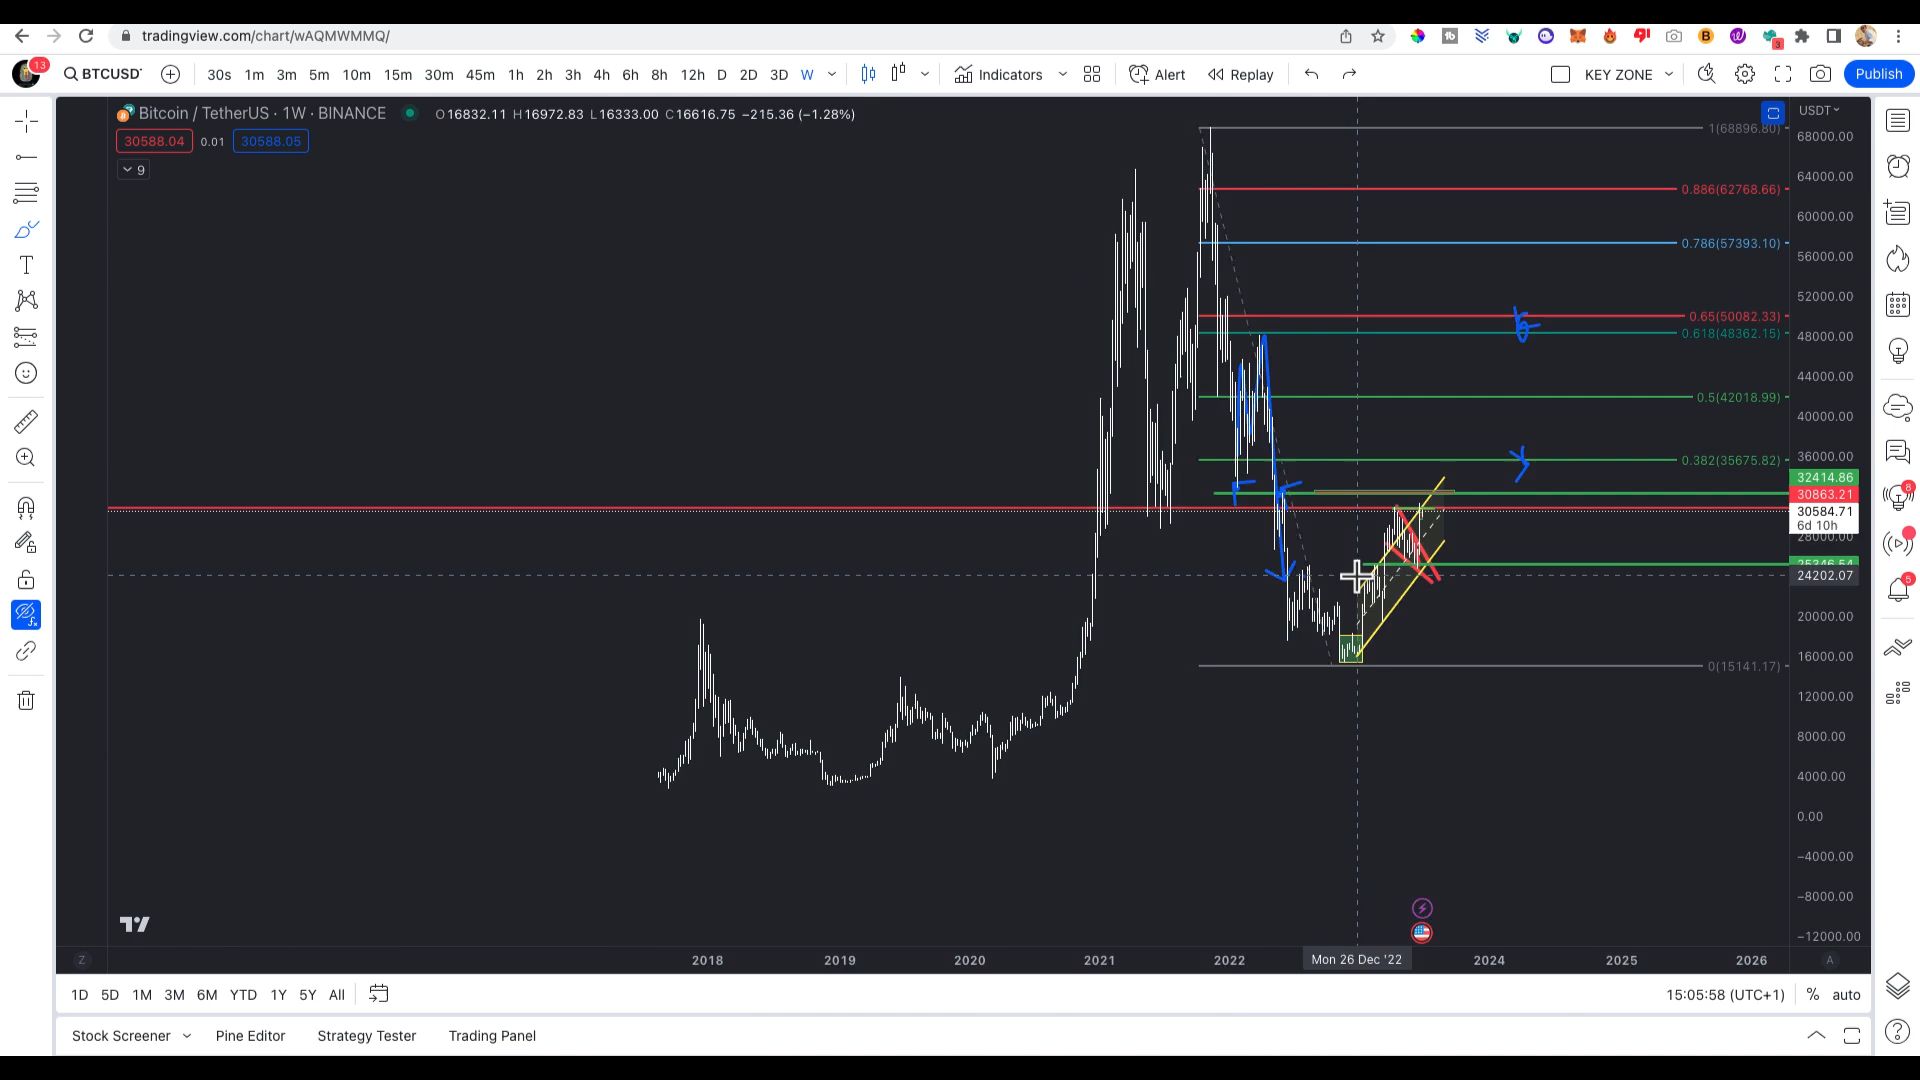 tradingview.com/chart/wAQMWMMQ/
3
13
BTCUSD
30s 1m 3m 5m 10m 15m 30m 45m 1h 2h 3h 4h 6h 8h 12h D 2D 3D W
Indicators
Alert
Replay
KEY ZONE
Publish
Bitcoin / TetherUS · 1W · BINANCE O16832.11 H16972.83 L16333.00 C16616.75 −215.36 (−1.28%)
USDT
30588.04 0.01 30588.05
9
1(68896.80)
68000.00
64000.00
0.886(62768.66)
60000.00
0.786(57393.10)
56000.00
52000.00
0.65(50082.33)
0.618(48362.15)
48000.00
44000.00
0.5(42018.99)
40000.00
36000.00
0.382(35675.82)
32414.86
30863.21
30584.71
6d 10h
28000.00
24202.07
20000.00
16000.00
0(15141.17)
12000.00
8000.00
4000.00
0.00
−4000.00
−8000.00
−12000.00
8
5
Z 2018 2019 2020 2021 2022 Mon 26 Dec '22 2024 2025 2026 A
1D 5D 1M 3M 6M YTD 1Y 5Y All
15:05:58 (UTC+1) % auto
Stock Screener Pine Editor Strategy Tester Trading Panel